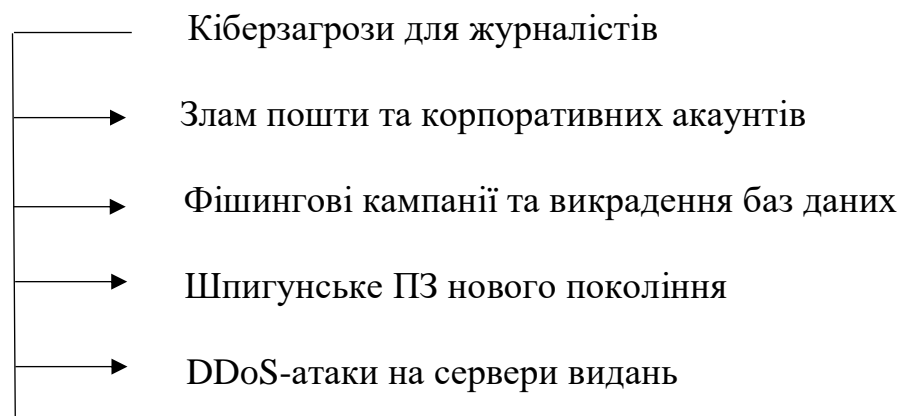 Кіберзагрози для журналістів
Злам пошти та корпоративних акаунтів
Фішингові кампанії та викрадення баз даних
Шпигунське ПЗ нового покоління
DDoS-атаки на сервери видань